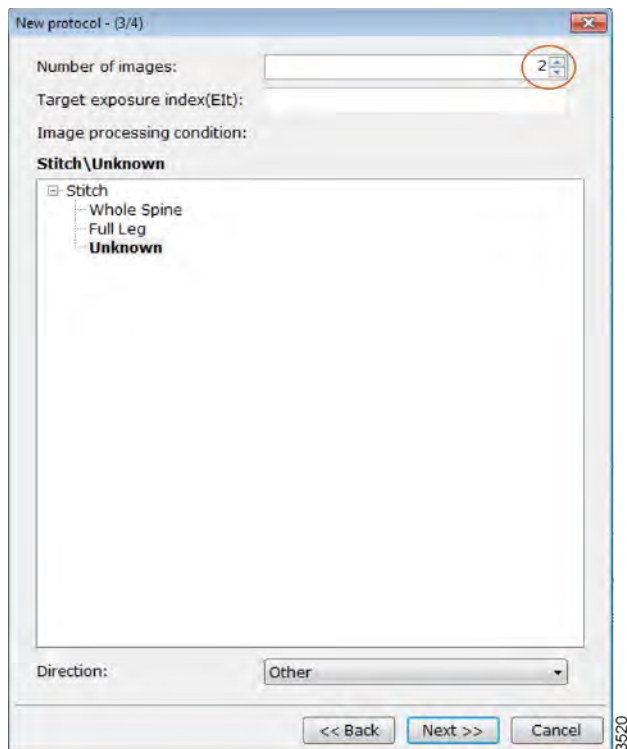 New protocol - (3/4)
Number of images: 2
Target exposure index(EIt):
Image processing condition:
Stitch\Unknown
Stitch
Whole Spine
Full Leg
Unknown
Direction: Other
<< Back Next >> Cancel